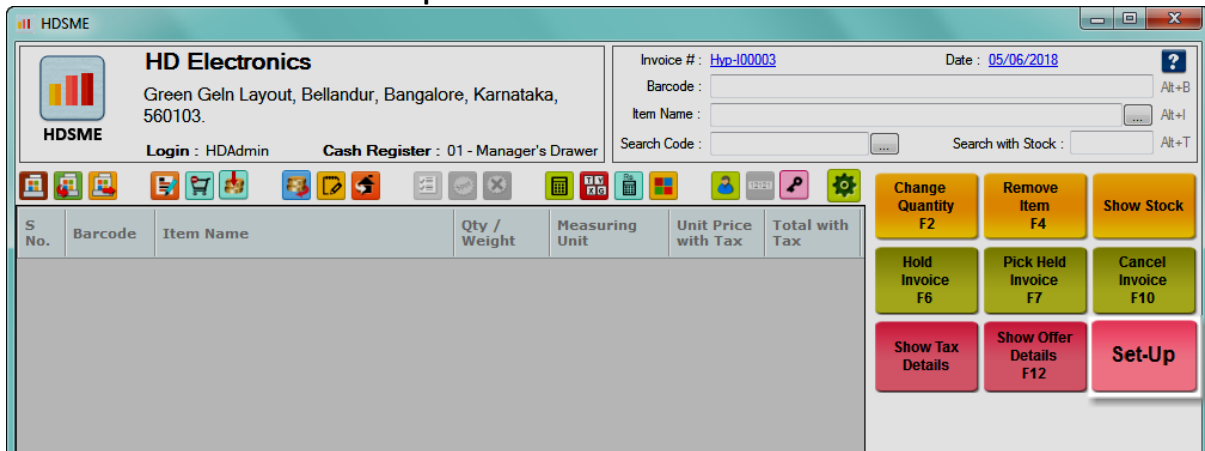 HDSME
HD Electronics
Green Geln Layout, Bellandur, Bangalore, Karnataka,
560103.
HDSME
Login : HDAdmin Cash Register : 01 - Manager's Drawer
Invoice # : Hyp-I00003 Date : 05/06/2018 ?
Barcode : Alt+B
Item Name : ... Alt+I
Search Code : ... Search with Stock : Alt+T
S No. Barcode Item Name Qty / Weight Measuring Unit Unit Price with Tax Total with Tax
Change
Quantity
F2
Remove
Item
F4
Show Stock
Hold
Invoice
F6
Pick Held
Invoice
F7
Cancel
Invoice
F10
Show Tax
Details
Show Offer
Details
F12
Set-Up